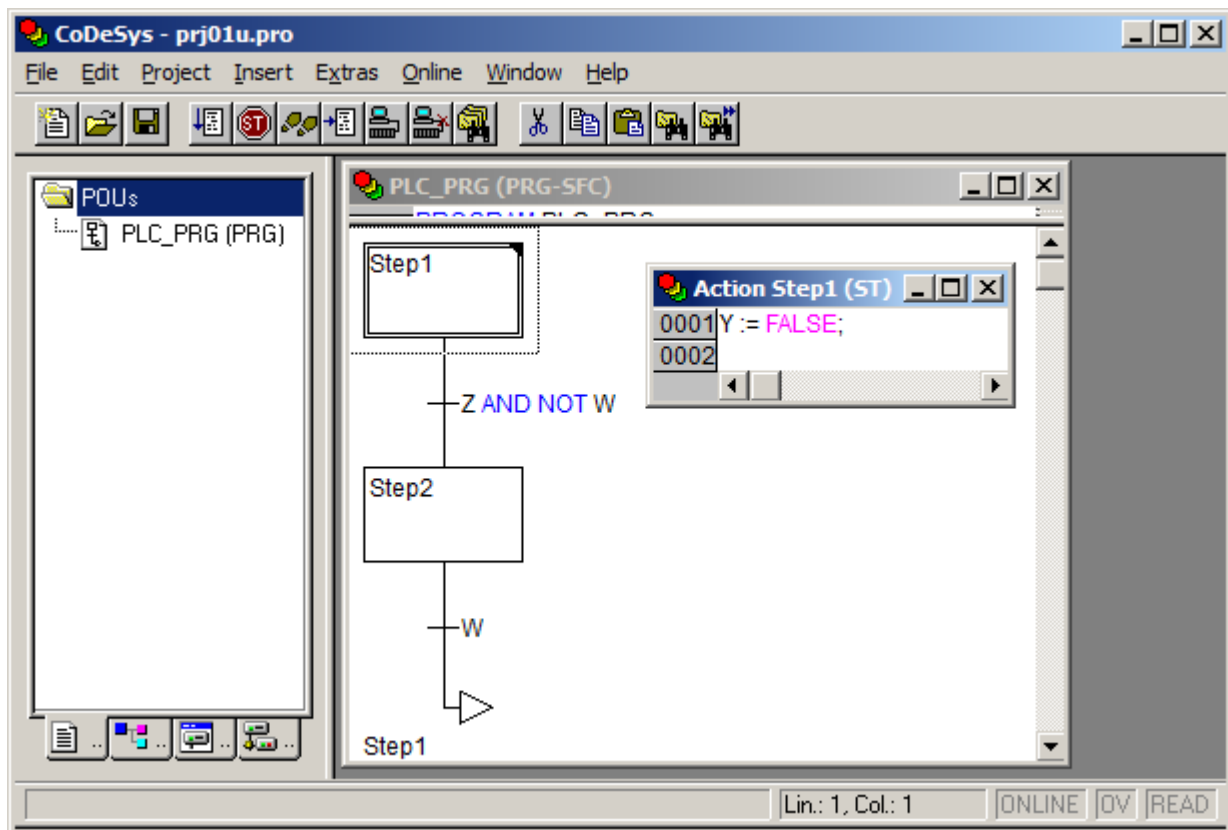 CoDeSys - prj01u.pro
File Edit Project Insert Extras Online Window Help
POUs
PLC_PRG (PRG)
PLC_PRG (PRG-SFC)
Step1
Z AND NOT W
Step2
W
Step1
Action Step1 (ST)
0001 Y := FALSE;
0002
STOP
.. .. .. ..
Lin.: 1, Col.: 1 ONLINE OV READ